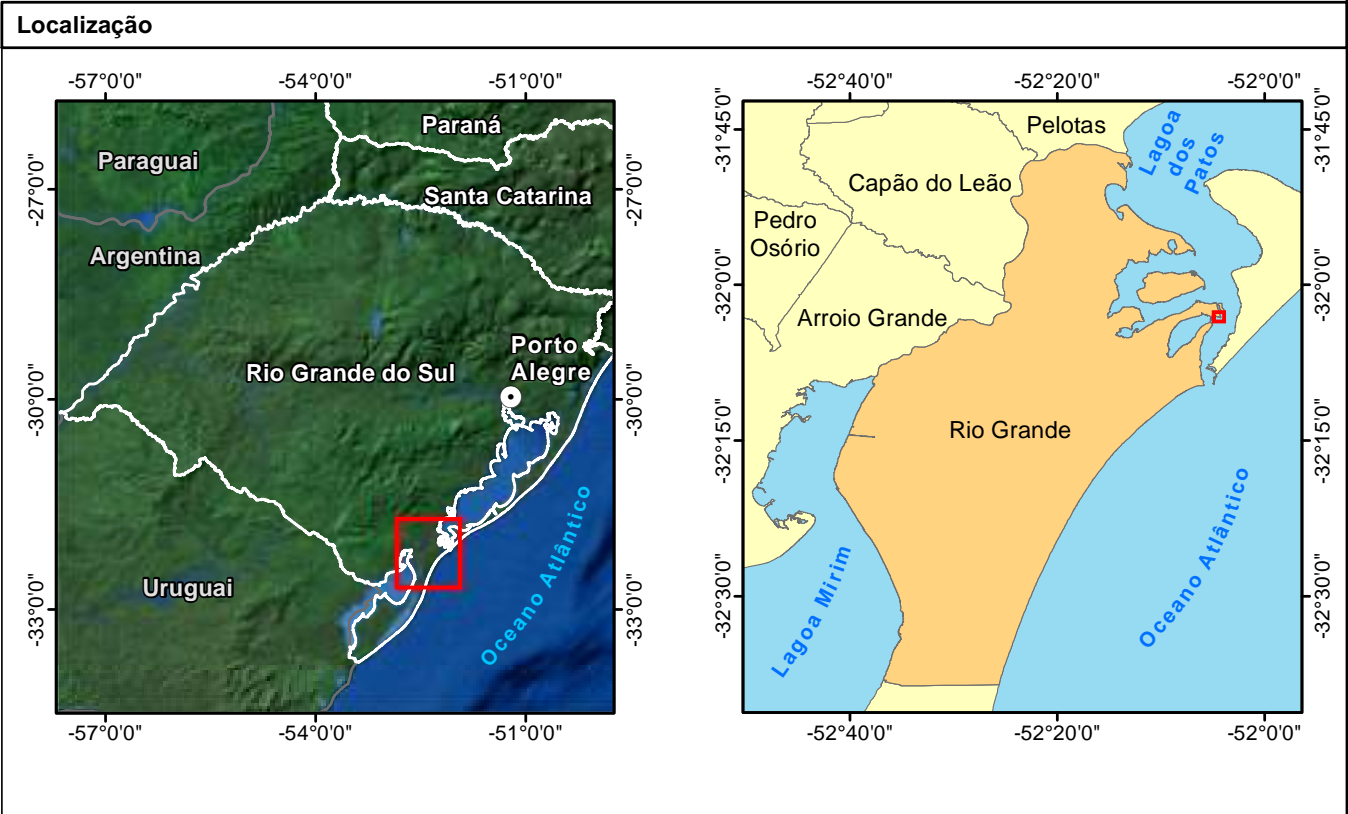 Localização
-57°0'0"
-54°0'0"
-51°0'0"
Paraná
Paraguai
Santa Catarina
Argentina
Porto
Alegre
Rio Grande do Sul
Uruguai
Oceano Atlântico
-27°0'0"
-30°0'0"
-33°0'0"
-27°0'0"
-30°0'0"
-33°0'0"
-57°0'0"
-54°0'0"
-51°0'0"
-52°40'0"
-52°20'0"
-52°0'0"
Pelotas
Lagoa
dos
Patos
Capão do Leão
Pedro
Osório
Arroio Grande
Rio Grande
Lagoa Mirim
Oceano Atlântico
-31°45'0"
-32°0'0"
-32°15'0"
-32°30'0"
-31°45'0"
-32°0'0"
-32°15'0"
-32°30'0"
-52°40'0"
-52°20'0"
-52°0'0"